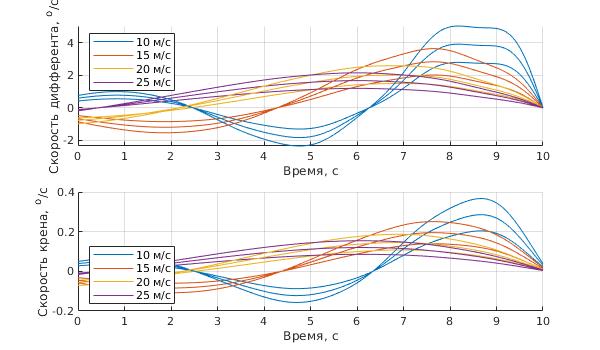 Скорость дифферента, °/с
4
2
0
-2
10 м/с
15 м/с
20 м/с
25 м/с
0 1 2 3 4 5 6 7 8 9 10
Время, с
Скорость крена, °/с
0.4
0.2
0
-0.2
10 м/с
15 м/с
20 м/с
25 м/с
0 1 2 3 4 5 6 7 8 9 10
Время, с